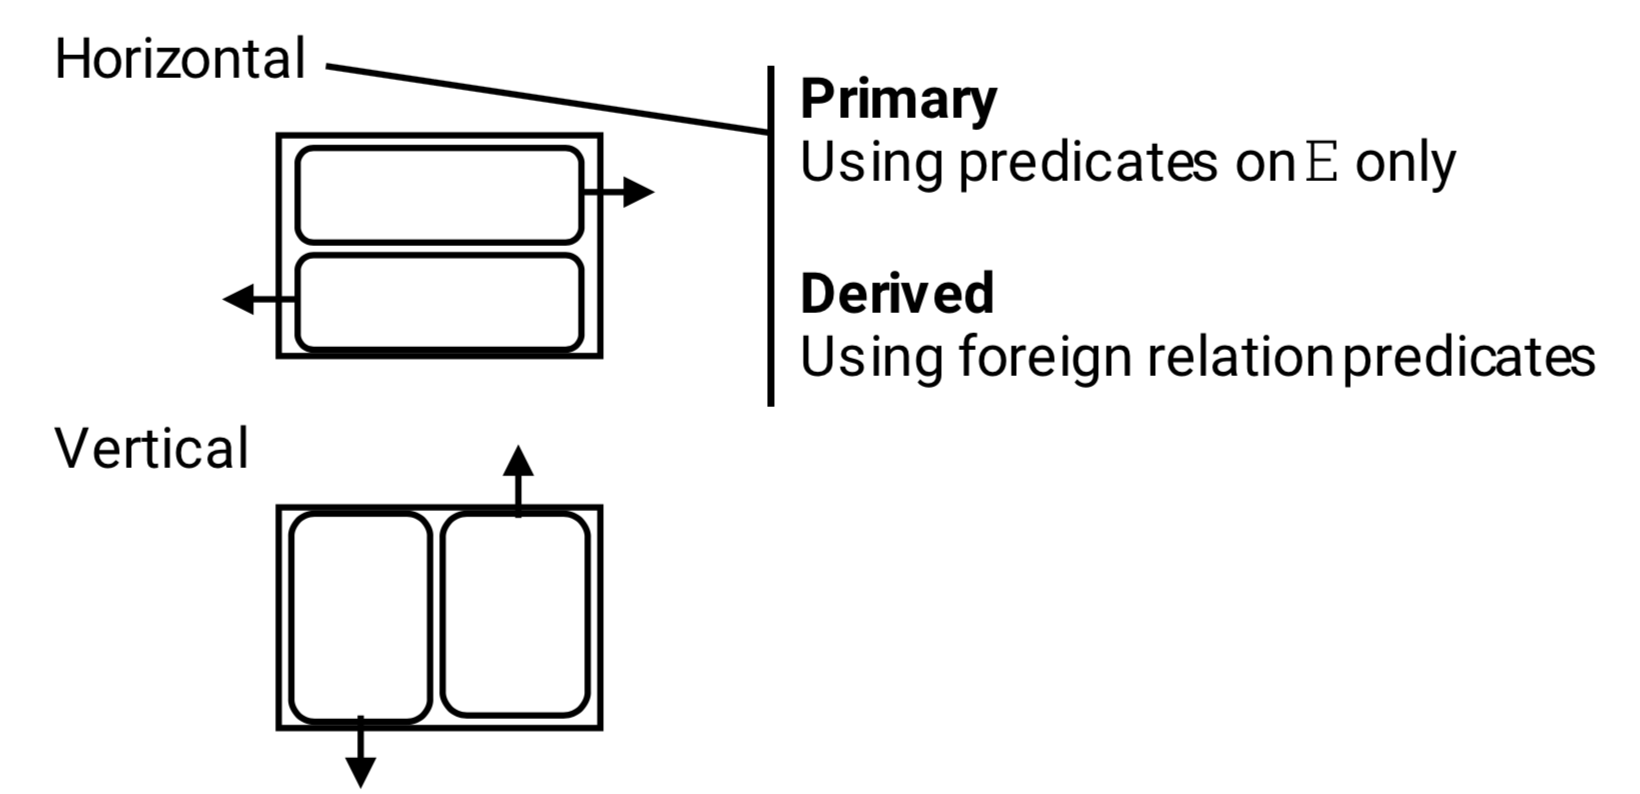 Horizontal
Primary
Using predicates on E only
Derived
Using foreign relation predicates
Vertical